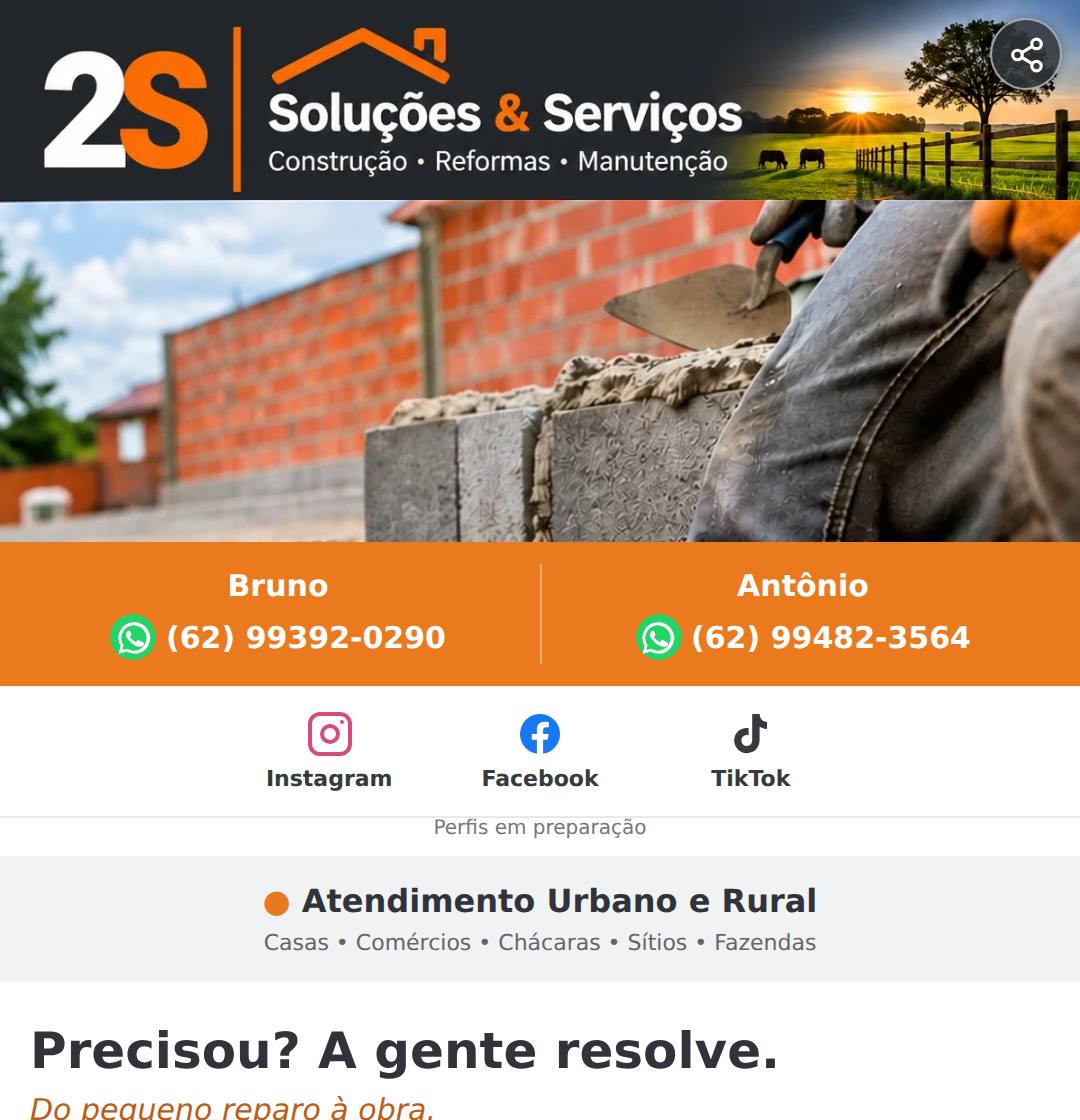 2S
Soluções & Serviços
Construção • Reformas • Manutenção
Bruno
(62) 99392-0290
Antônio
(62) 99482-3564
Instagram
Facebook
TikTok
Perfis em preparação
Atendimento Urbano e Rural
Casas • Comércios • Chácaras • Sítios • Fazendas
Precisou? A gente resolve.
Do pequeno reparo à obra.